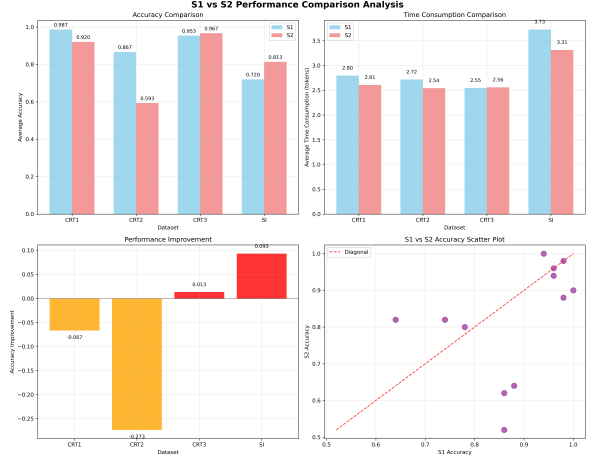 S1 vs S2 Performance Comparison Analysis
Accuracy Comparison
0.987
0.920
0.867
0.593
0.953
0.967
0.720
0.813
S1
S2
1.0
0.8
0.6
0.4
0.2
0.0
Average Accuracy
CRT1
CRT2
CRT3
SI
Dataset
Time Consumption Comparison
2.80
2.61
2.72
2.54
2.55
2.56
3.73
3.31
S1
S2
3.5
3.0
2.5
2.0
1.5
1.0
0.5
0.0
Average Time Consumption (tokens)
CRT1
CRT2
CRT3
SI
Dataset
Performance Improvement
0.10
0.05
0.00
−0.05
−0.10
−0.15
−0.20
−0.25
Accuracy Improvement
-0.067
-0.273
0.013
0.093
CRT1
CRT2
CRT3
SI
Dataset
S1 vs S2 Accuracy Scatter Plot
Diagonal
1.0
0.9
0.8
0.7
0.6
0.5
S2 Accuracy
0.5
0.6
0.7
0.8
0.9
1.0
S1 Accuracy